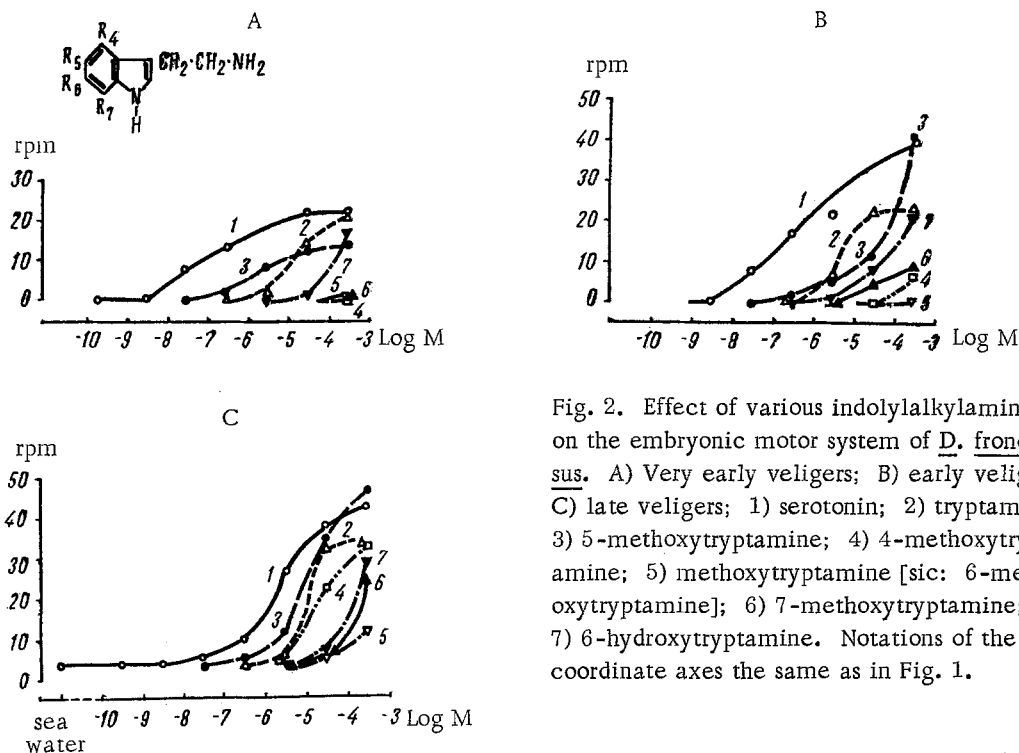 A
R4
R5
R6
R7
N
H
CH2·CH2·NH2
rpm
30
20
10
0
1
2
3
7
5
6
4
-10 -9 -8 -7 -6 -5 -4 -3 Log M
B
rpm
50
40
30
20
10
0
3
1
2
3
7
6
4
5
-10 -9 -8 -7 -6 -5 -4 -3 Log M
C
rpm
50
40
30
20
10
0
1
2
3
4
7
6
5
sea water
-10 -9 -8 -7 -6 -5 -4 -3 Log M
Fig. 2. Effect of various indolylalkylamin
on the embryonic motor system of D. fron
sus. A) Very early veligers; B) early velig
C) late veligers; 1) serotonin; 2) tryptam
3) 5-methoxytryptamine; 4) 4-methoxytry
amine; 5) methoxytryptamine [sic: 6-me
oxytryptamine]; 6) 7-methoxytryptamine;
7) 6-hydroxytryptamine. Notations of the
coordinate axes the same as in Fig. 1.